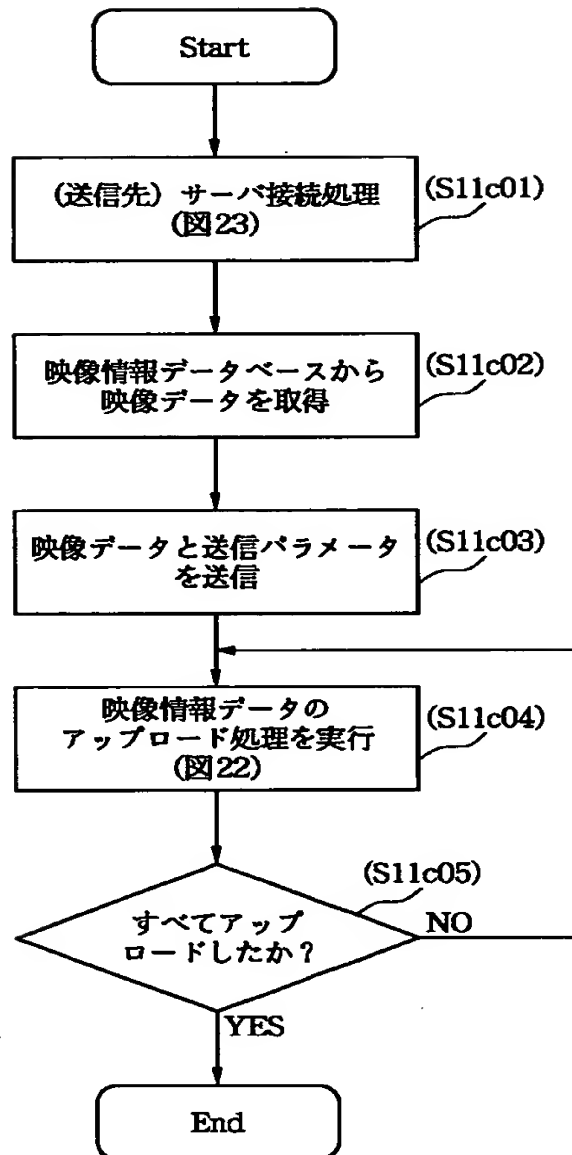 Start
(送信先) サーバ接続処理
(図23)
(S11c01)
映像情報データベースから
映像データを取得
(S11c02)
映像データと送信パラメータ
を送信
(S11c03)
映像情報データの
アップロード処理を実行
(図22)
(S11c04)
(S11c05)
すべてアップ
ロードしたか？
NO
YES
End